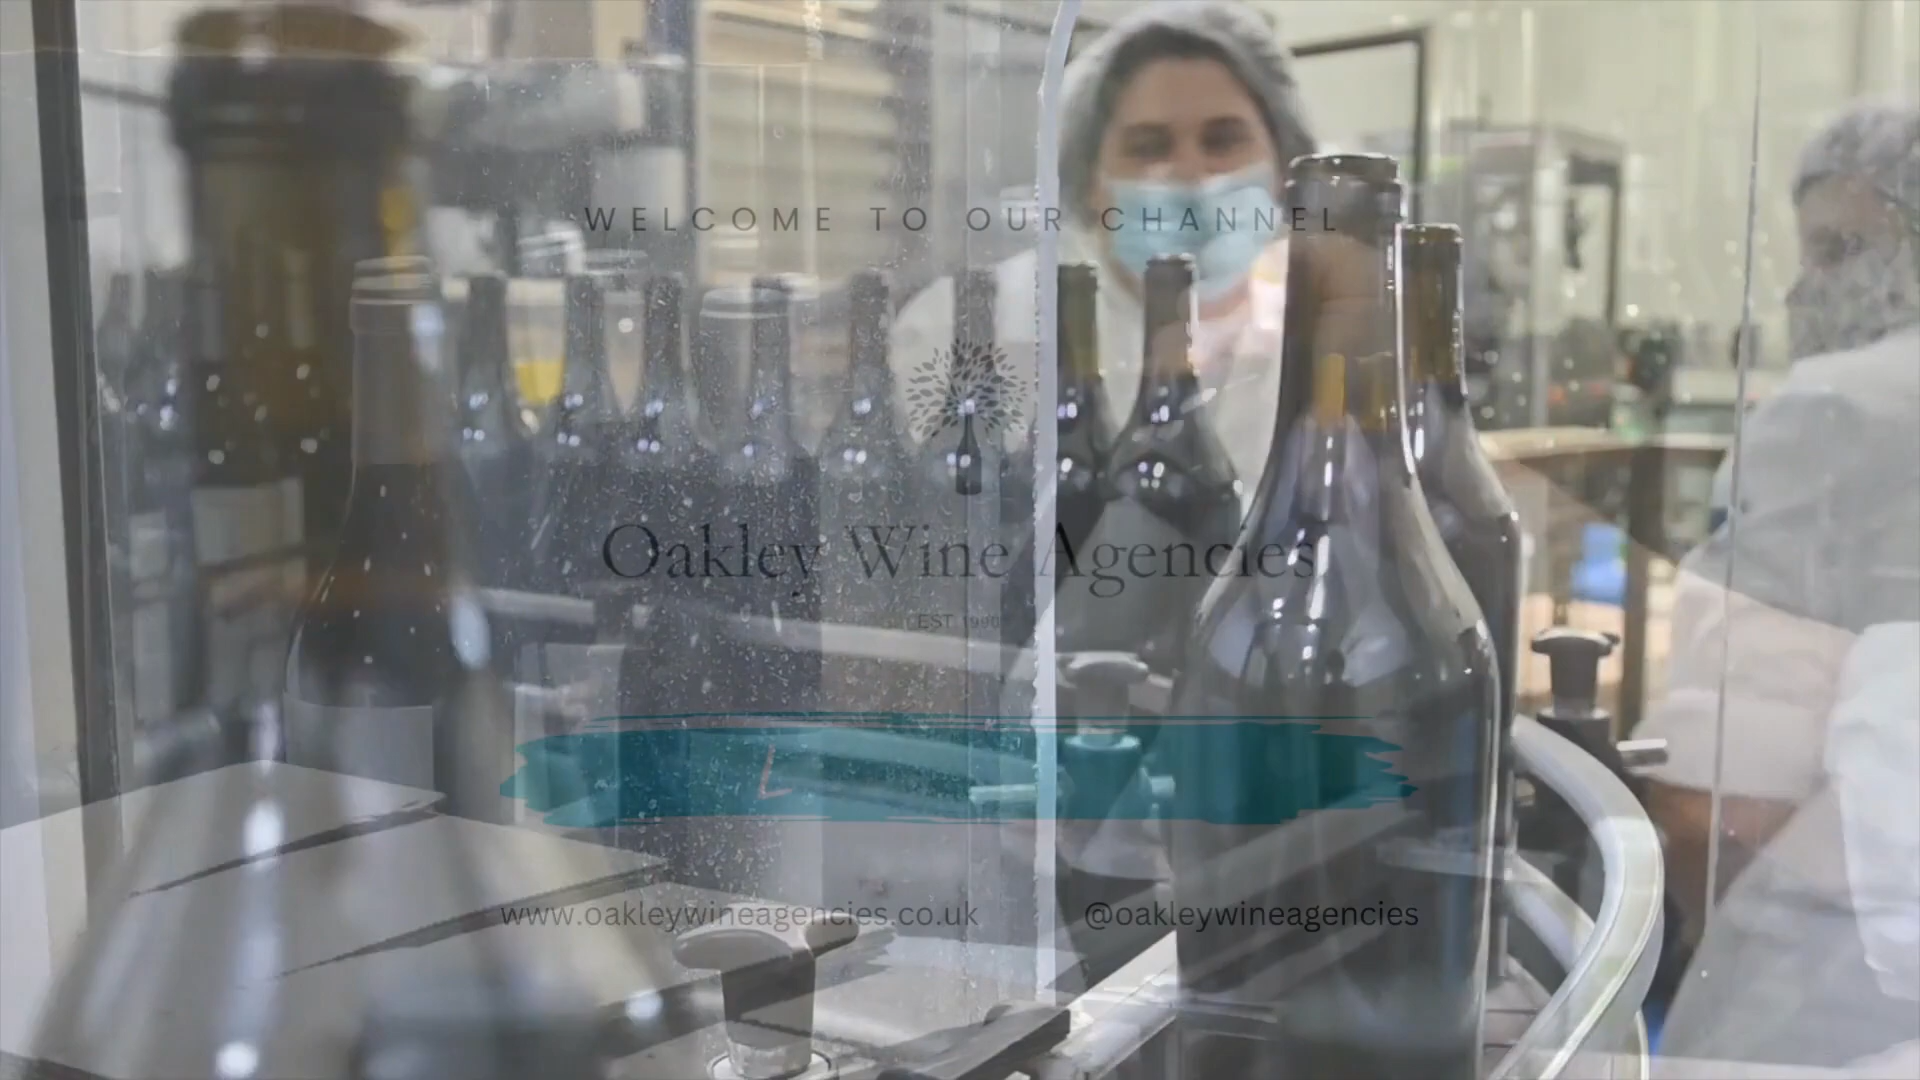 WELCOME TO OUR CHANNEL
Oakley Wine Agencies
EST 1990
L
www.oakleywineagencies.co.uk @oakleywineagencies